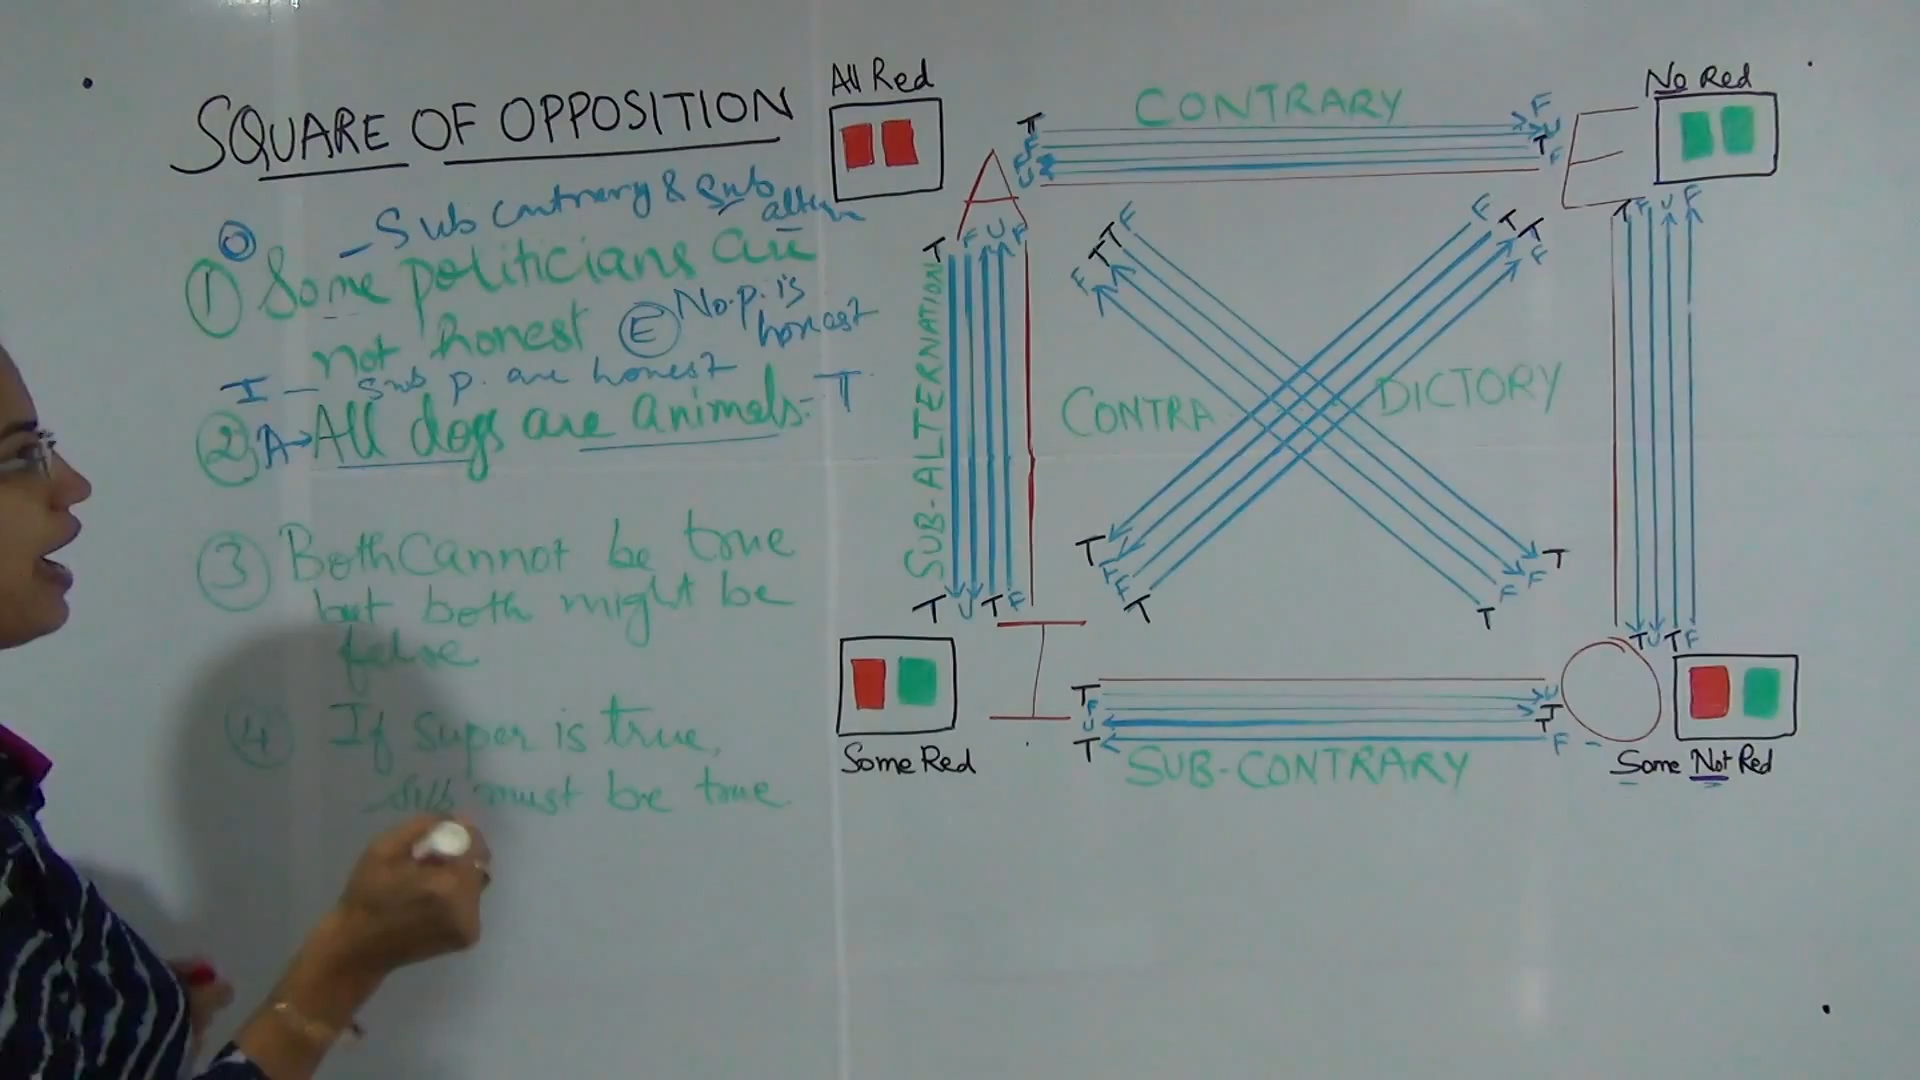 SQUARE OF OPPOSITION
O - Sub contrary & Sub
altern
① Some politicians are
not honest Ⓔ No p. is
honest
I - p. are honest
② A→ All dogs are animals - T
③ Both cannot be true
but both might be
false
④ If super is true,
sub must be true.
All Red
No Red
CONTRARY
T F
U
T
F
U
A
E
T F U F
T F U F
F
T
T
F
F
T
T
F
SUB-ALTERNATION
CONTRA
DICTORY
T
F
T
T
F
F
T
T U T F
T U T F
I
O
T
F
U
T
U
T
T
F
Some Red
SUB-CONTRARY
Some Not Red